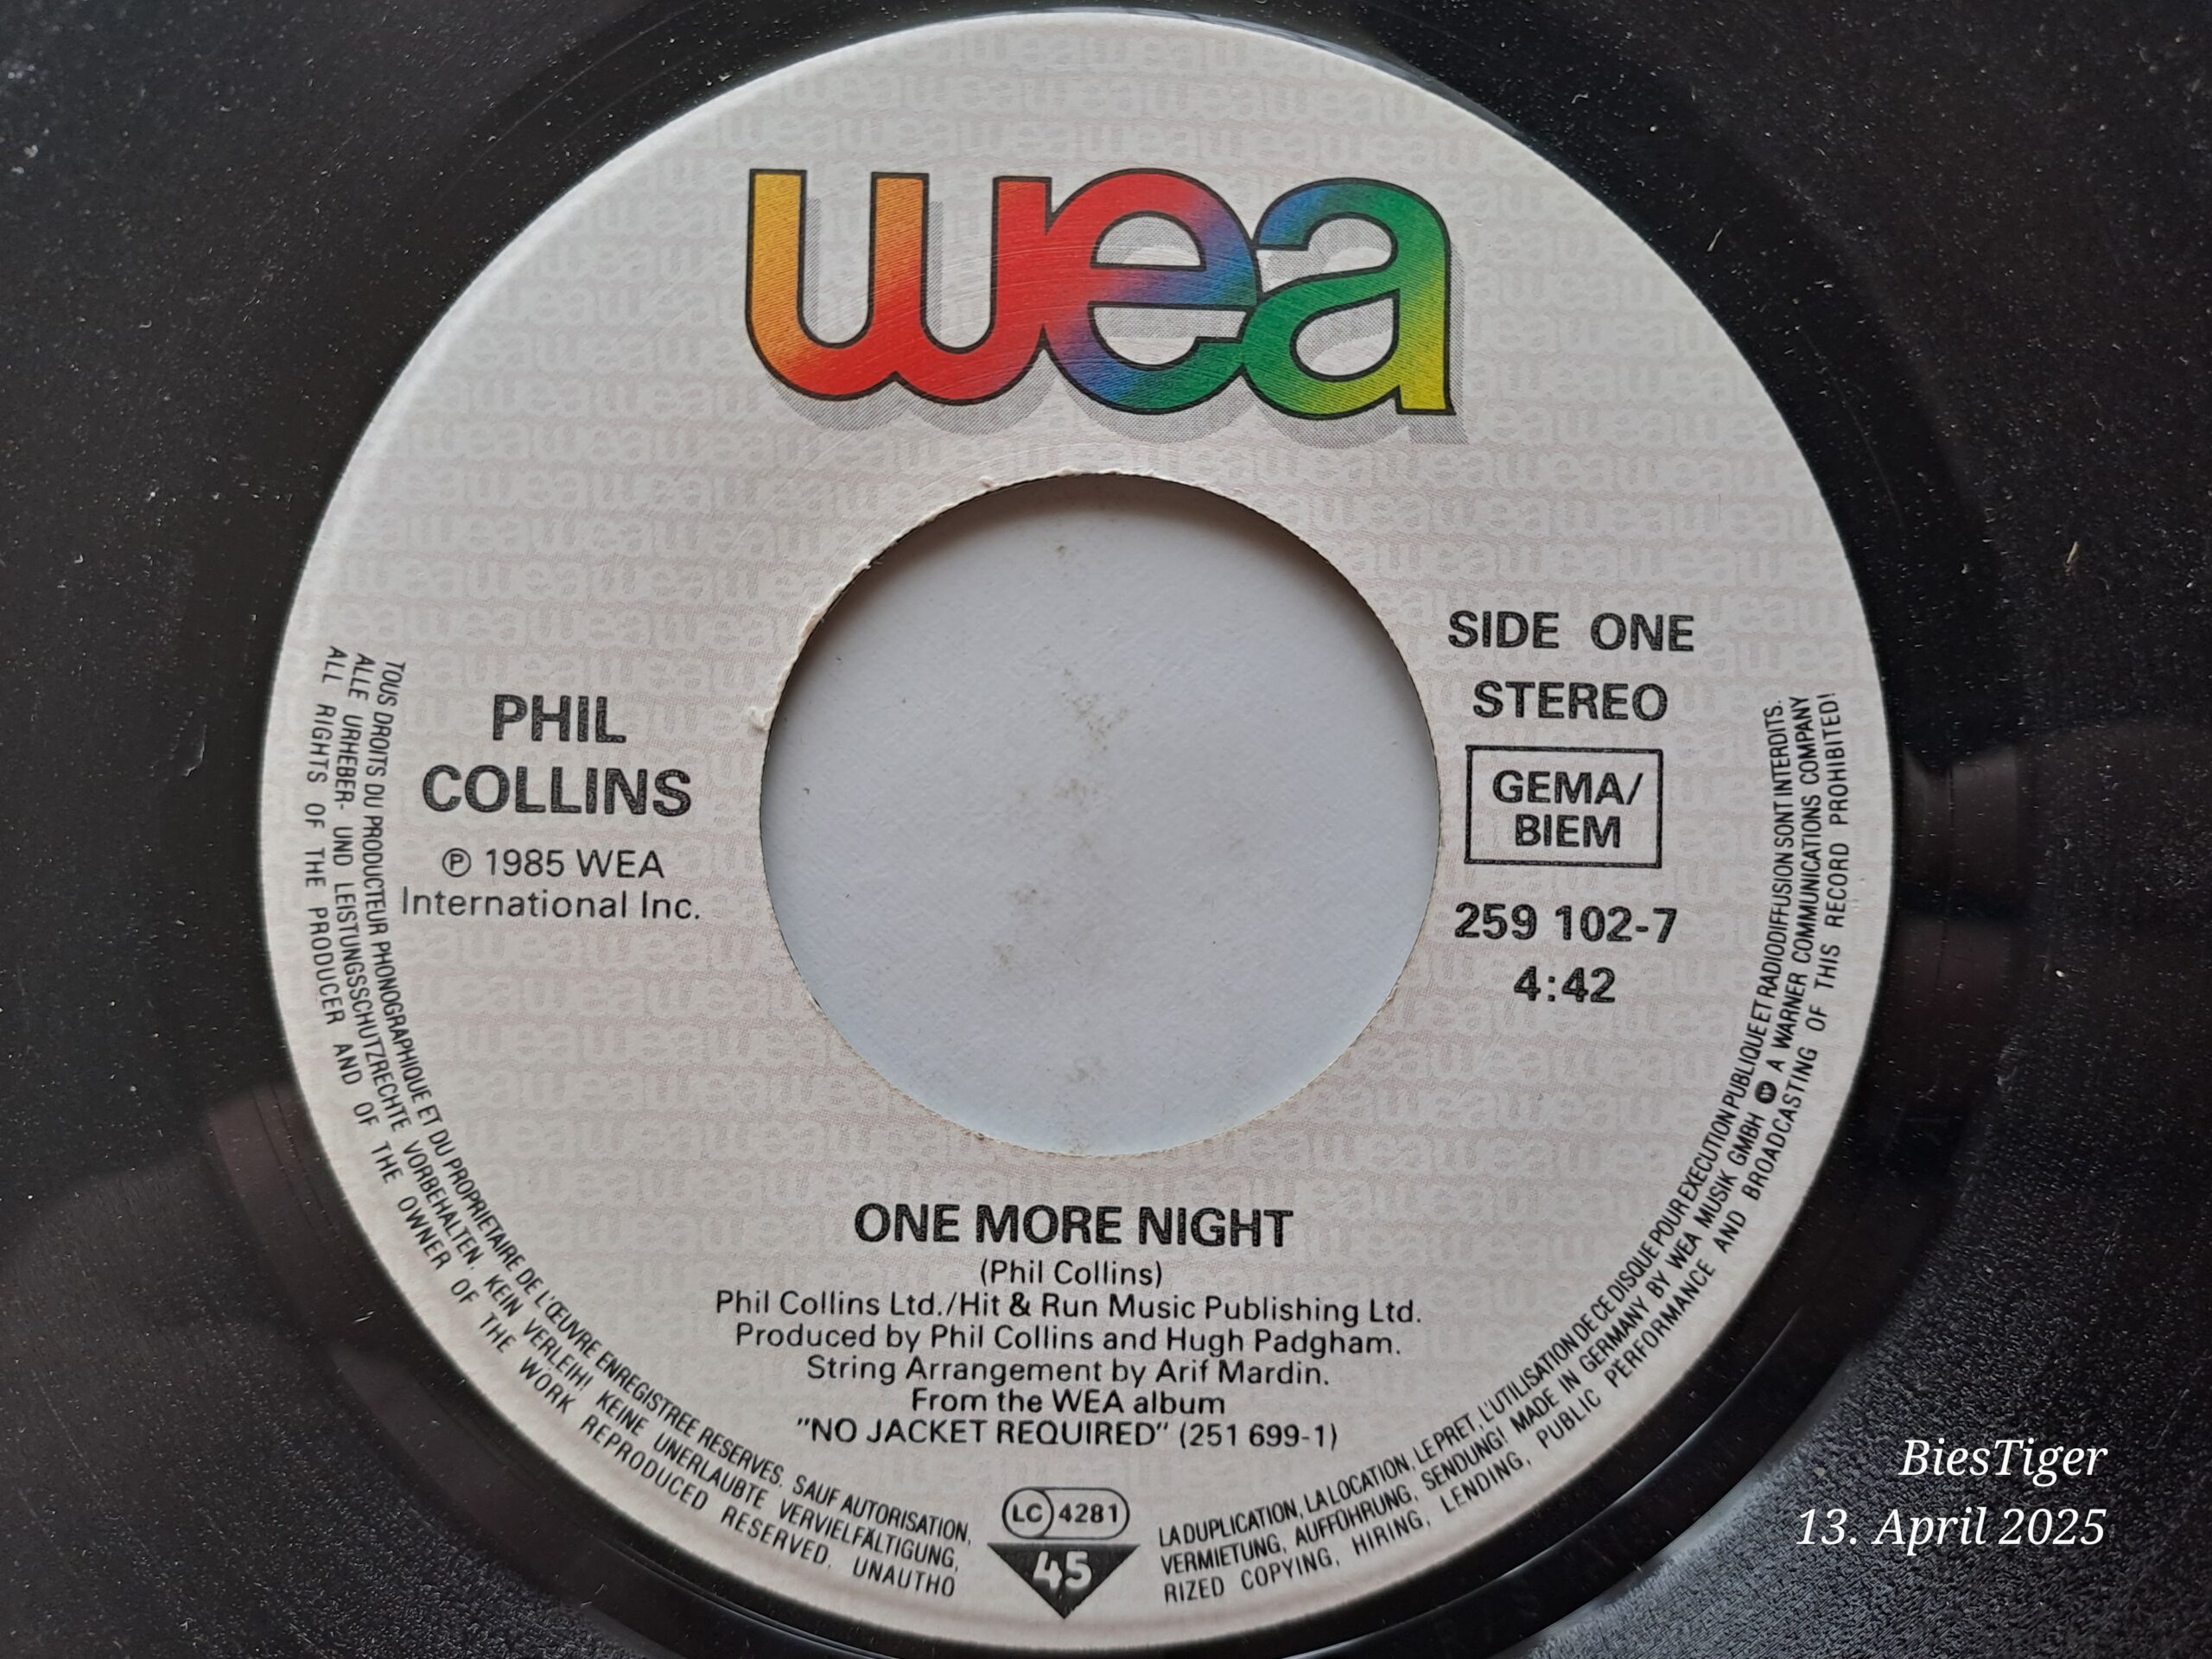 wea
PHIL
COLLINS
℗ 1985 WEA
International Inc.
SIDE ONE
STEREO
GEMA/
BIEM
259 102-7
4:42
ONE MORE NIGHT
(Phil Collins)
Phil Collins Ltd./Hit & Run Music Publishing Ltd.
Produced by Phil Collins and Hugh Padgham.
String Arrangement by Arif Mardin.
From the WEA album
"NO JACKET REQUIRED" (251 699-1)
LC 4281
45
TOUS DROITS DU PRODUCTEUR PHONOGRAPHIQUE ET DU PROPRIETAIRE DE L'ŒUVRE ENREGISTREE RESERVES. SAUF AUTORISATION, LA DUPLICATION, LA LOCATION, LE PRET, L'UTILISATION DE CE DISQUE POUR EXECUTION PUBLIQUE ET RADIODIFFUSION SONT INTERDITS.
ALLE URHEBER- UND LEISTUNGSSCHUTZRECHTE VORBEHALTEN. KEIN VERLEIH! KEINE UNERLAUBTE VERVIELFÄLTIGUNG, VERMIETUNG, AUFFÜHRUNG, SENDUNG! MADE IN GERMANY BY WEA MUSIK GMBH A WARNER COMMUNICATIONS COMPANY
ALL RIGHTS OF THE PRODUCER AND OF THE OWNER OF THE WORK REPRODUCED RESERVED. UNAUTHORIZED COPYING, HIRING, LENDING, PUBLIC PERFORMANCE AND BROADCASTING OF THIS RECORD PROHIBITED!
BiesTiger
13. April 2025